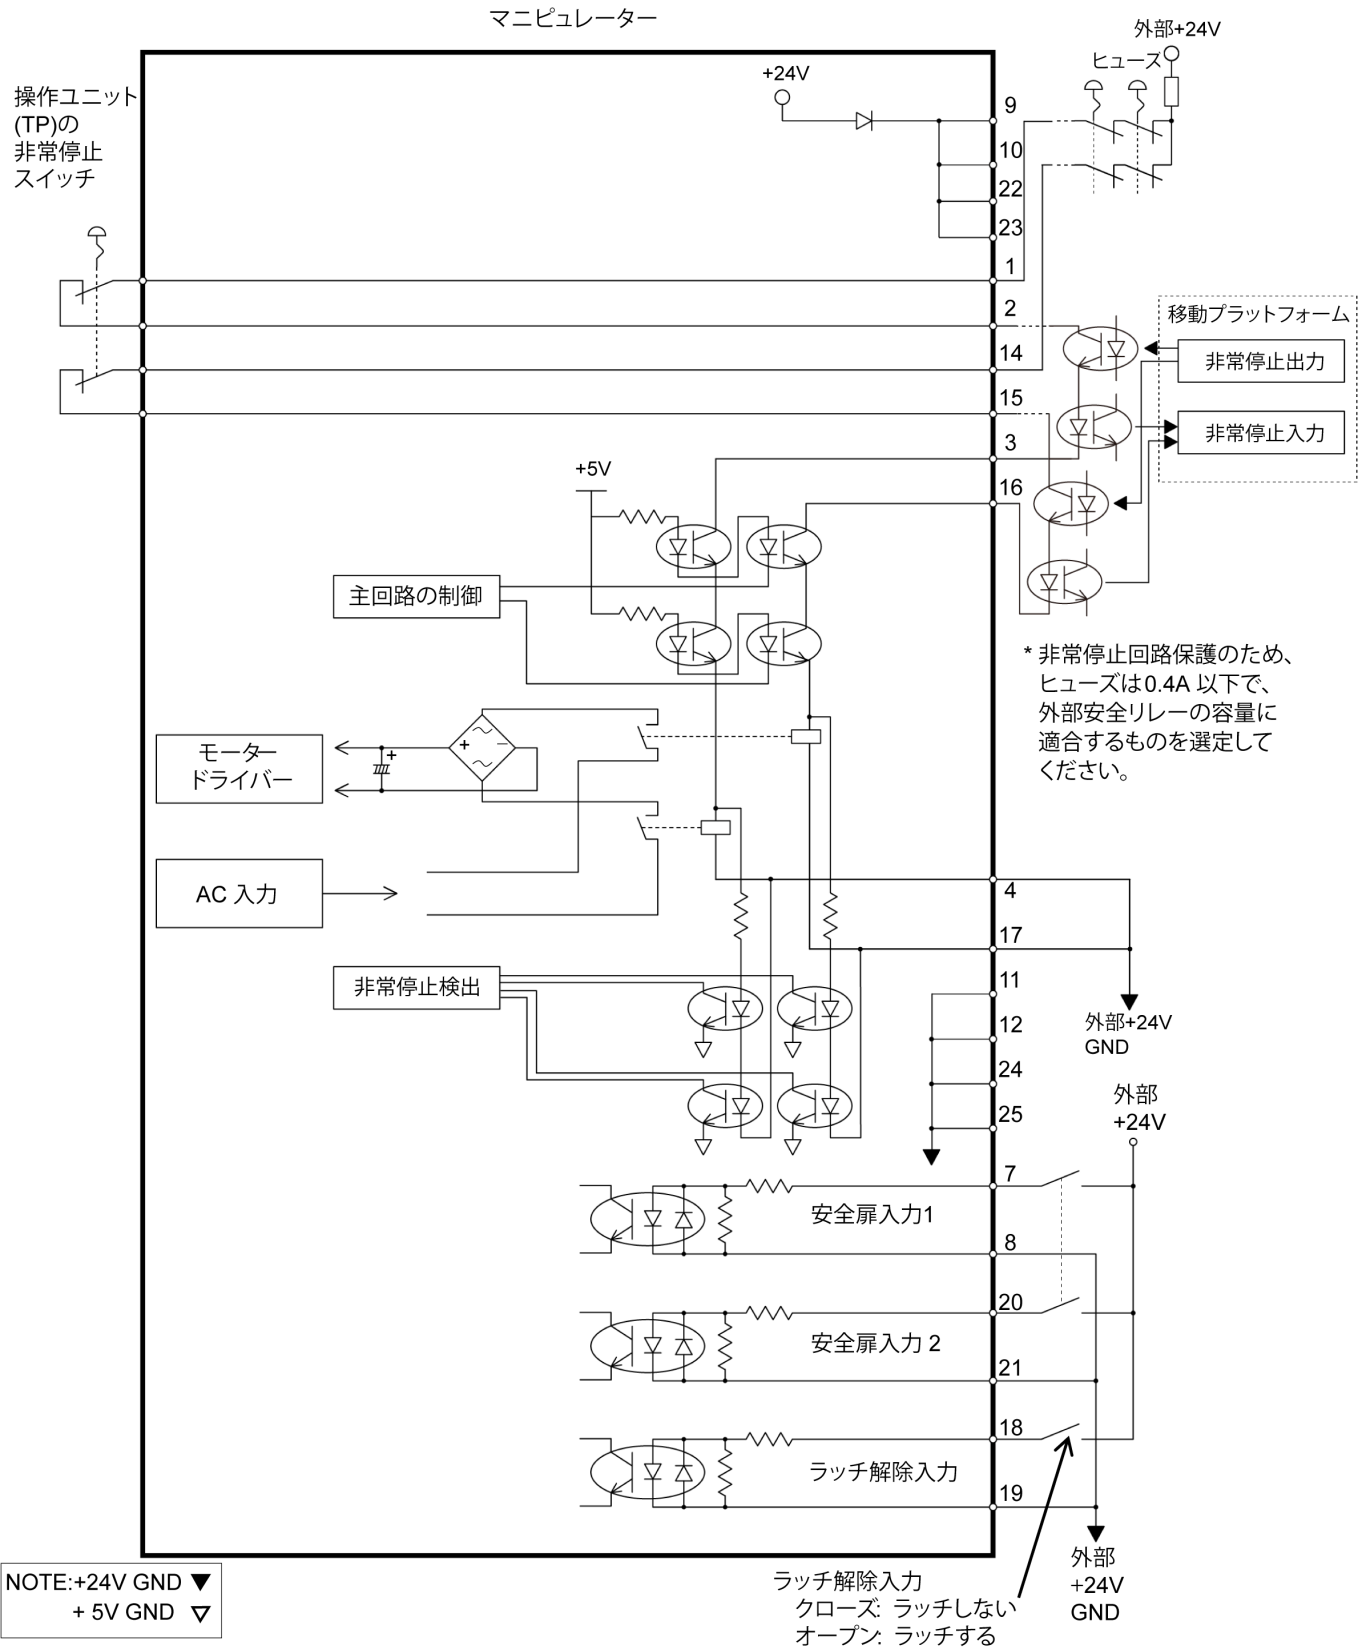 マニピュレーター
外部+24V
ヒューズ
操作ユニット
(TP)の
非常停止
スイッチ
+24V
9
10
22
23
1
2
14
15
3
16
移動プラットフォーム
非常停止出力
非常停止入力
+5V
主回路の制御
* 非常停止回路保護のため、
ヒューズは0.4A 以下で、
外部安全リレーの容量に
適合するものを選定して
ください。
モーター
ドライバー
+
+
−
AC 入力
4
17
11
12
24
25
外部+24V
GND
非常停止検出
外部
+24V
7
安全扉入力1
8
20
安全扉入力 2
21
18
ラッチ解除入力
19
外部
+24V
GND
ラッチ解除入力
クローズ: ラッチしない
オープン: ラッチする
NOTE:+24V GND ▼
+ 5V GND ▽